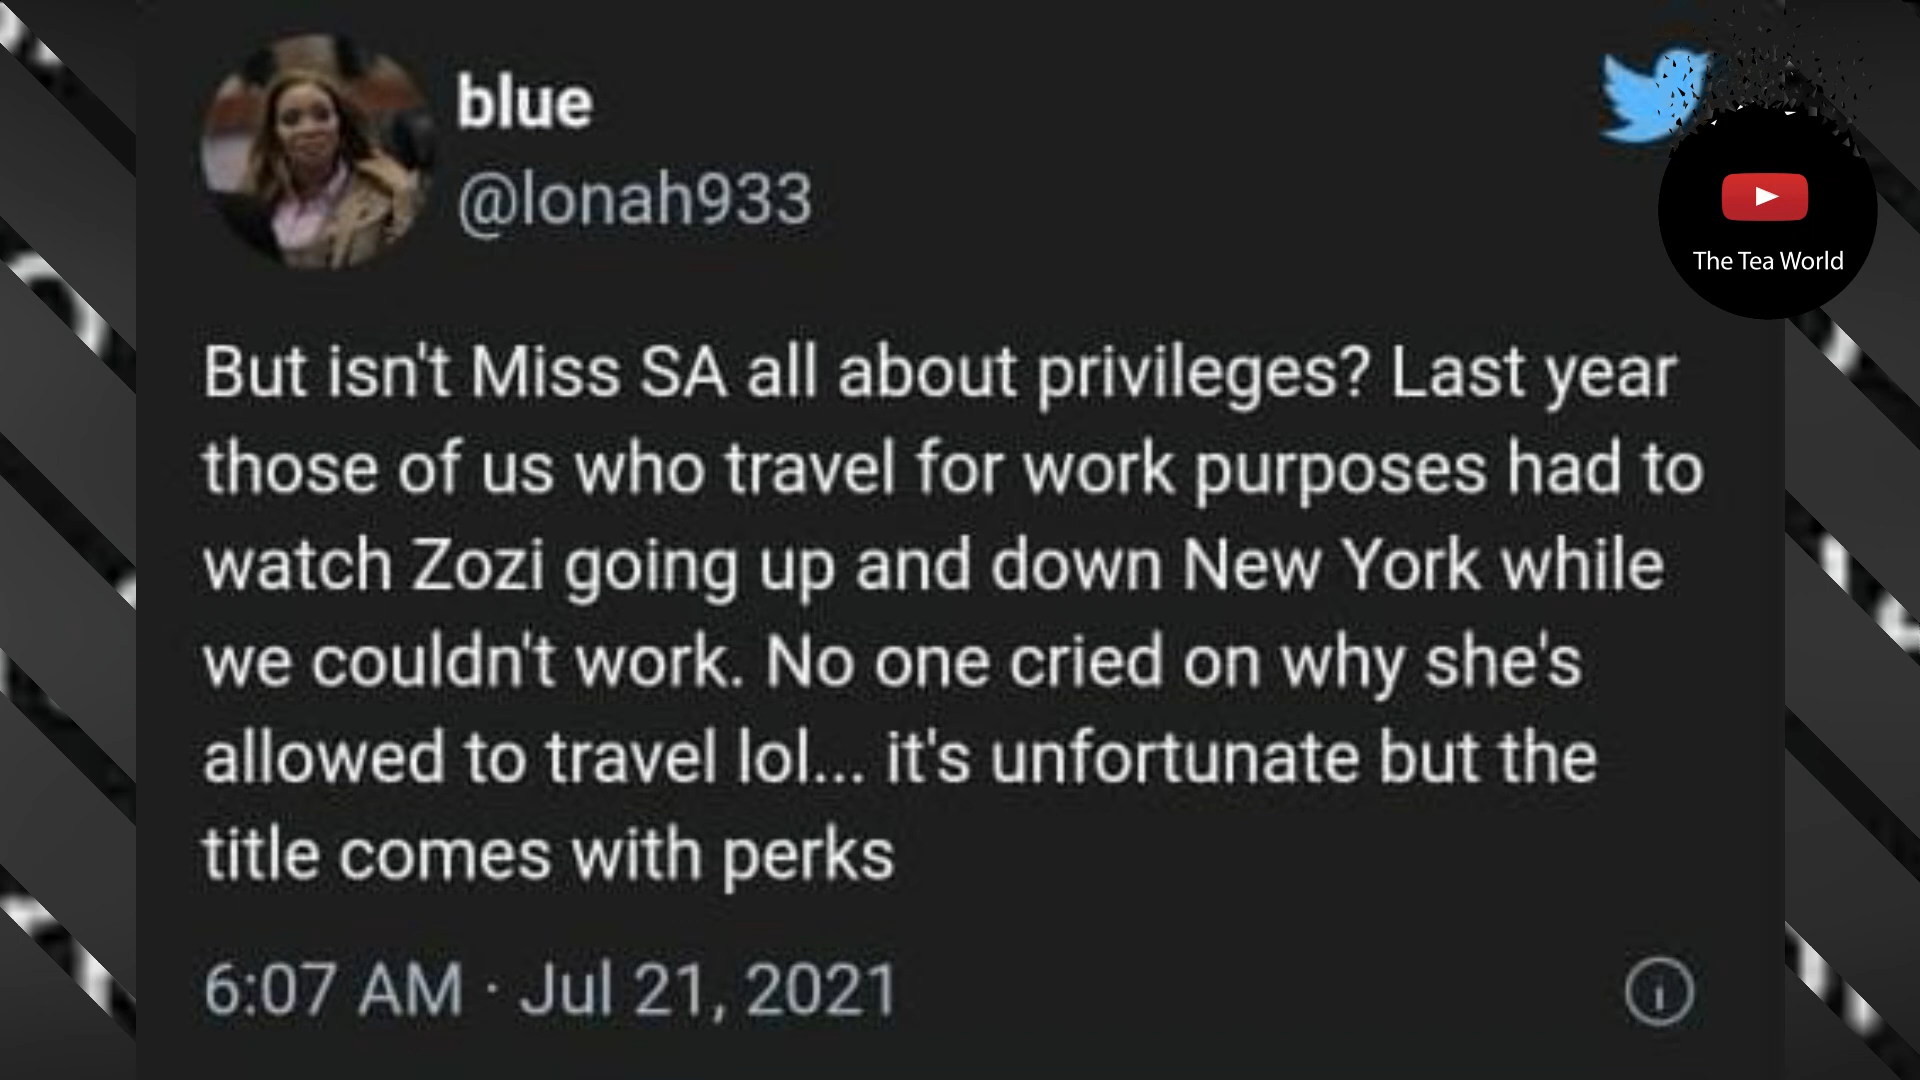 blue
@lonah933
The Tea World
But isn't Miss SA all about privileges? Last year
those of us who travel for work purposes had to
watch Zozi going up and down New York while
we couldn't work. No one cried on why she's
allowed to travel lol... it's unfortunate but the
title comes with perks
6:07 AM · Jul 21, 2021